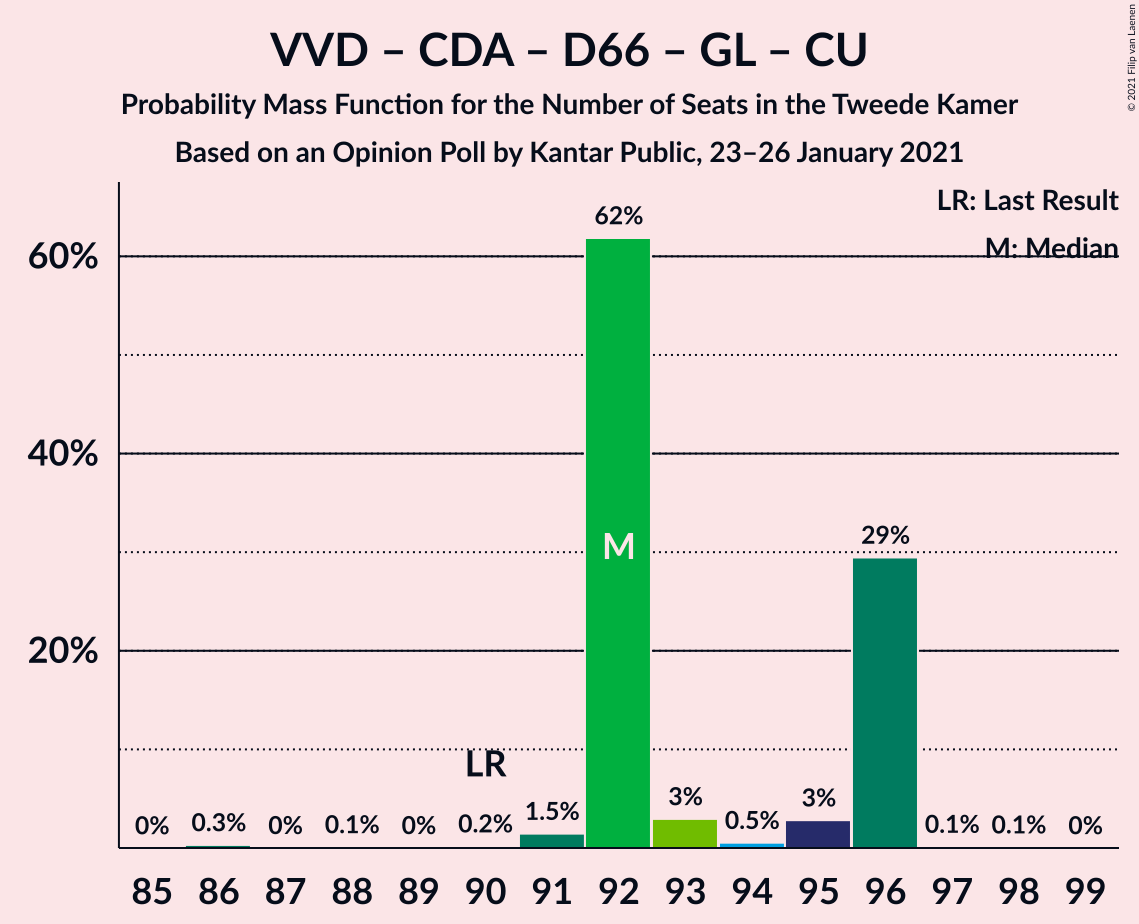 VVD – CDA – D66 – GL – CU
Probability Mass Function for the Number of Seats in the Tweede Kamer
Based on an Opinion Poll by Kantar Public, 23–26 January 2021
© 2021 Filip van Laenen
LR: Last Result
M: Median
60%
40%
20%
62%
M
29%
LR
0% 0.3% 0% 0.1% 0% 0.2% 1.5% 3% 0.5% 3% 0.1% 0.1% 0%
85 86 87 88 89 90 91 92 93 94 95 96 97 98 99